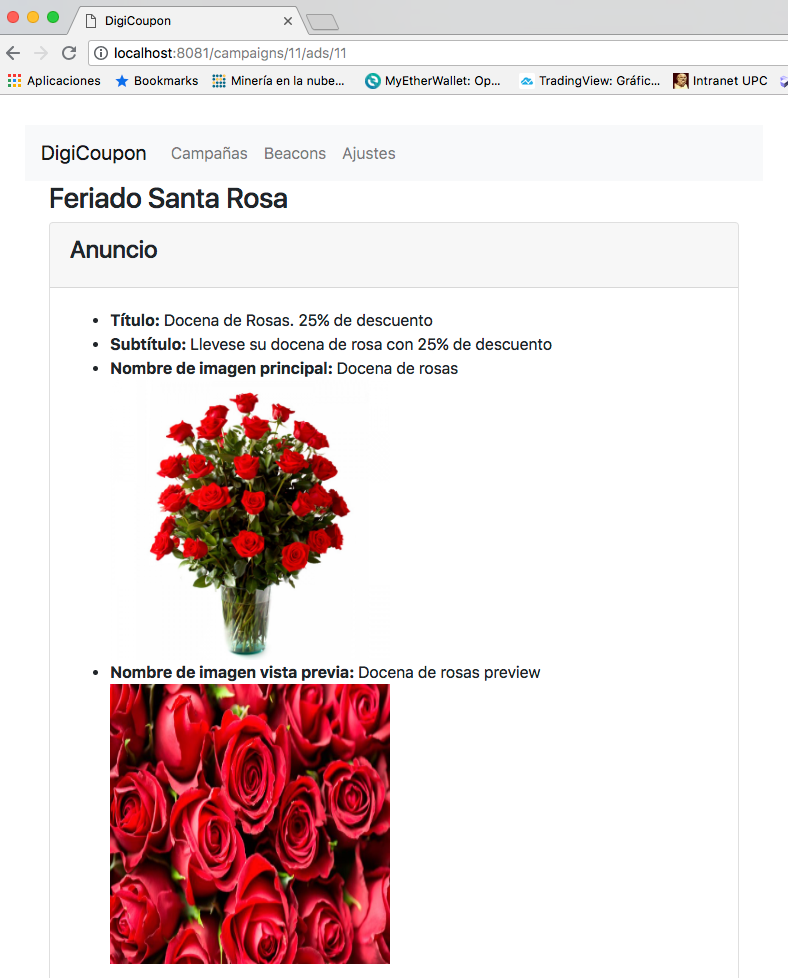 DigiCoupon
localhost:8081/campaigns/11/ads/11
Aplicaciones Bookmarks Minería en la nube... MyEtherWallet: Op... TradingView: Gráfic... Intranet UPC
DigiCoupon Campañas Beacons Ajustes
Feriado Santa Rosa
Anuncio
Título: Docena de Rosas. 25% de descuento
Subtítulo: Llevese su docena de rosa con 25% de descuento
Nombre de imagen principal: Docena de rosas
Nombre de imagen vista previa: Docena de rosas preview